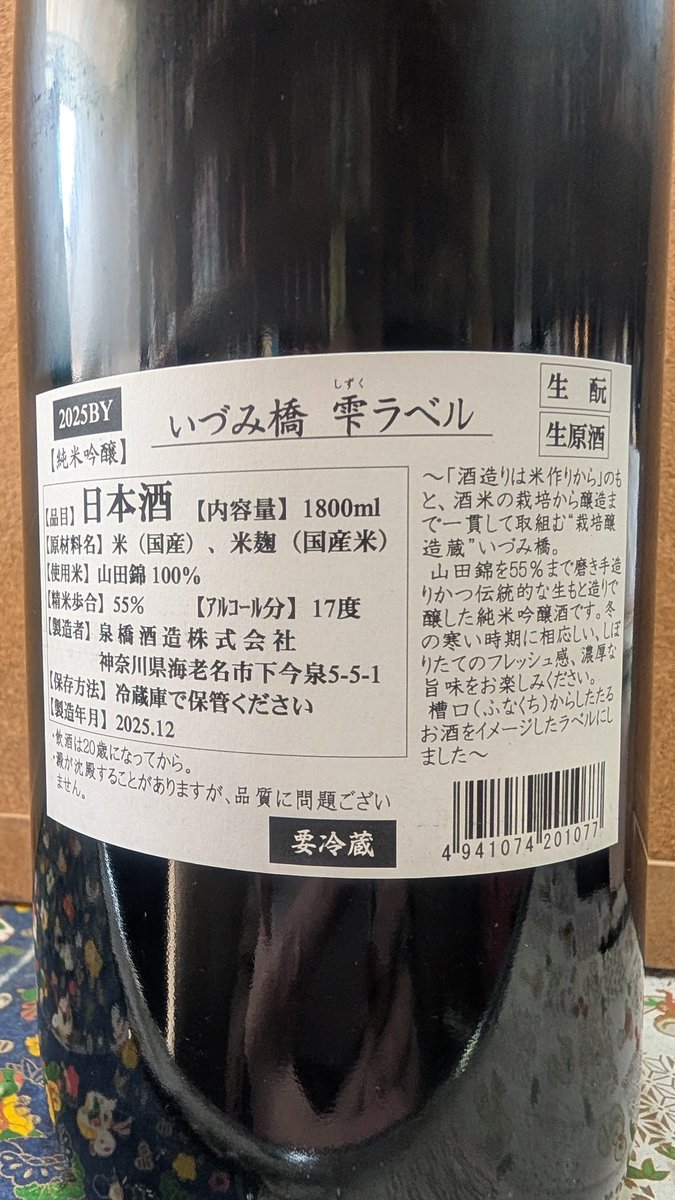 2025BY
【純米吟醸】
しずく
いづみ橋 雫ラベル
生 酛
生原酒
【品目】日本酒 【内容量】1800ml
【原材料名】米（国産）、米麹（国産米）
【使用米】山田錦100%
【精米歩合】55% 【アルコール分】17度
【製造者】泉橋酒造株式会社
神奈川県海老名市下今泉5-5-1
【保存方法】冷蔵庫で保管ください
【製造年月】2025.12
・飲酒は20歳になってから。
・澱が沈殿することがありますが、品質に問題ござい
ません。
要冷蔵
～「酒造りは米作りから」のも
と、酒米の栽培から醸造ま
で一貫して取組む“栽培醸
造蔵”いづみ橋。
山田錦を55%まで磨き手造
りかつ伝統的な生もと造りで
醸した純米吟醸酒です。冬
の寒い時期に相応しい、しぼ
りたてのフレッシュ感、濃厚な
旨味をお楽しみください。
槽口(ふなくち)からしたたる
お酒をイメージしたラベルにし
ました～
4 941074 201077